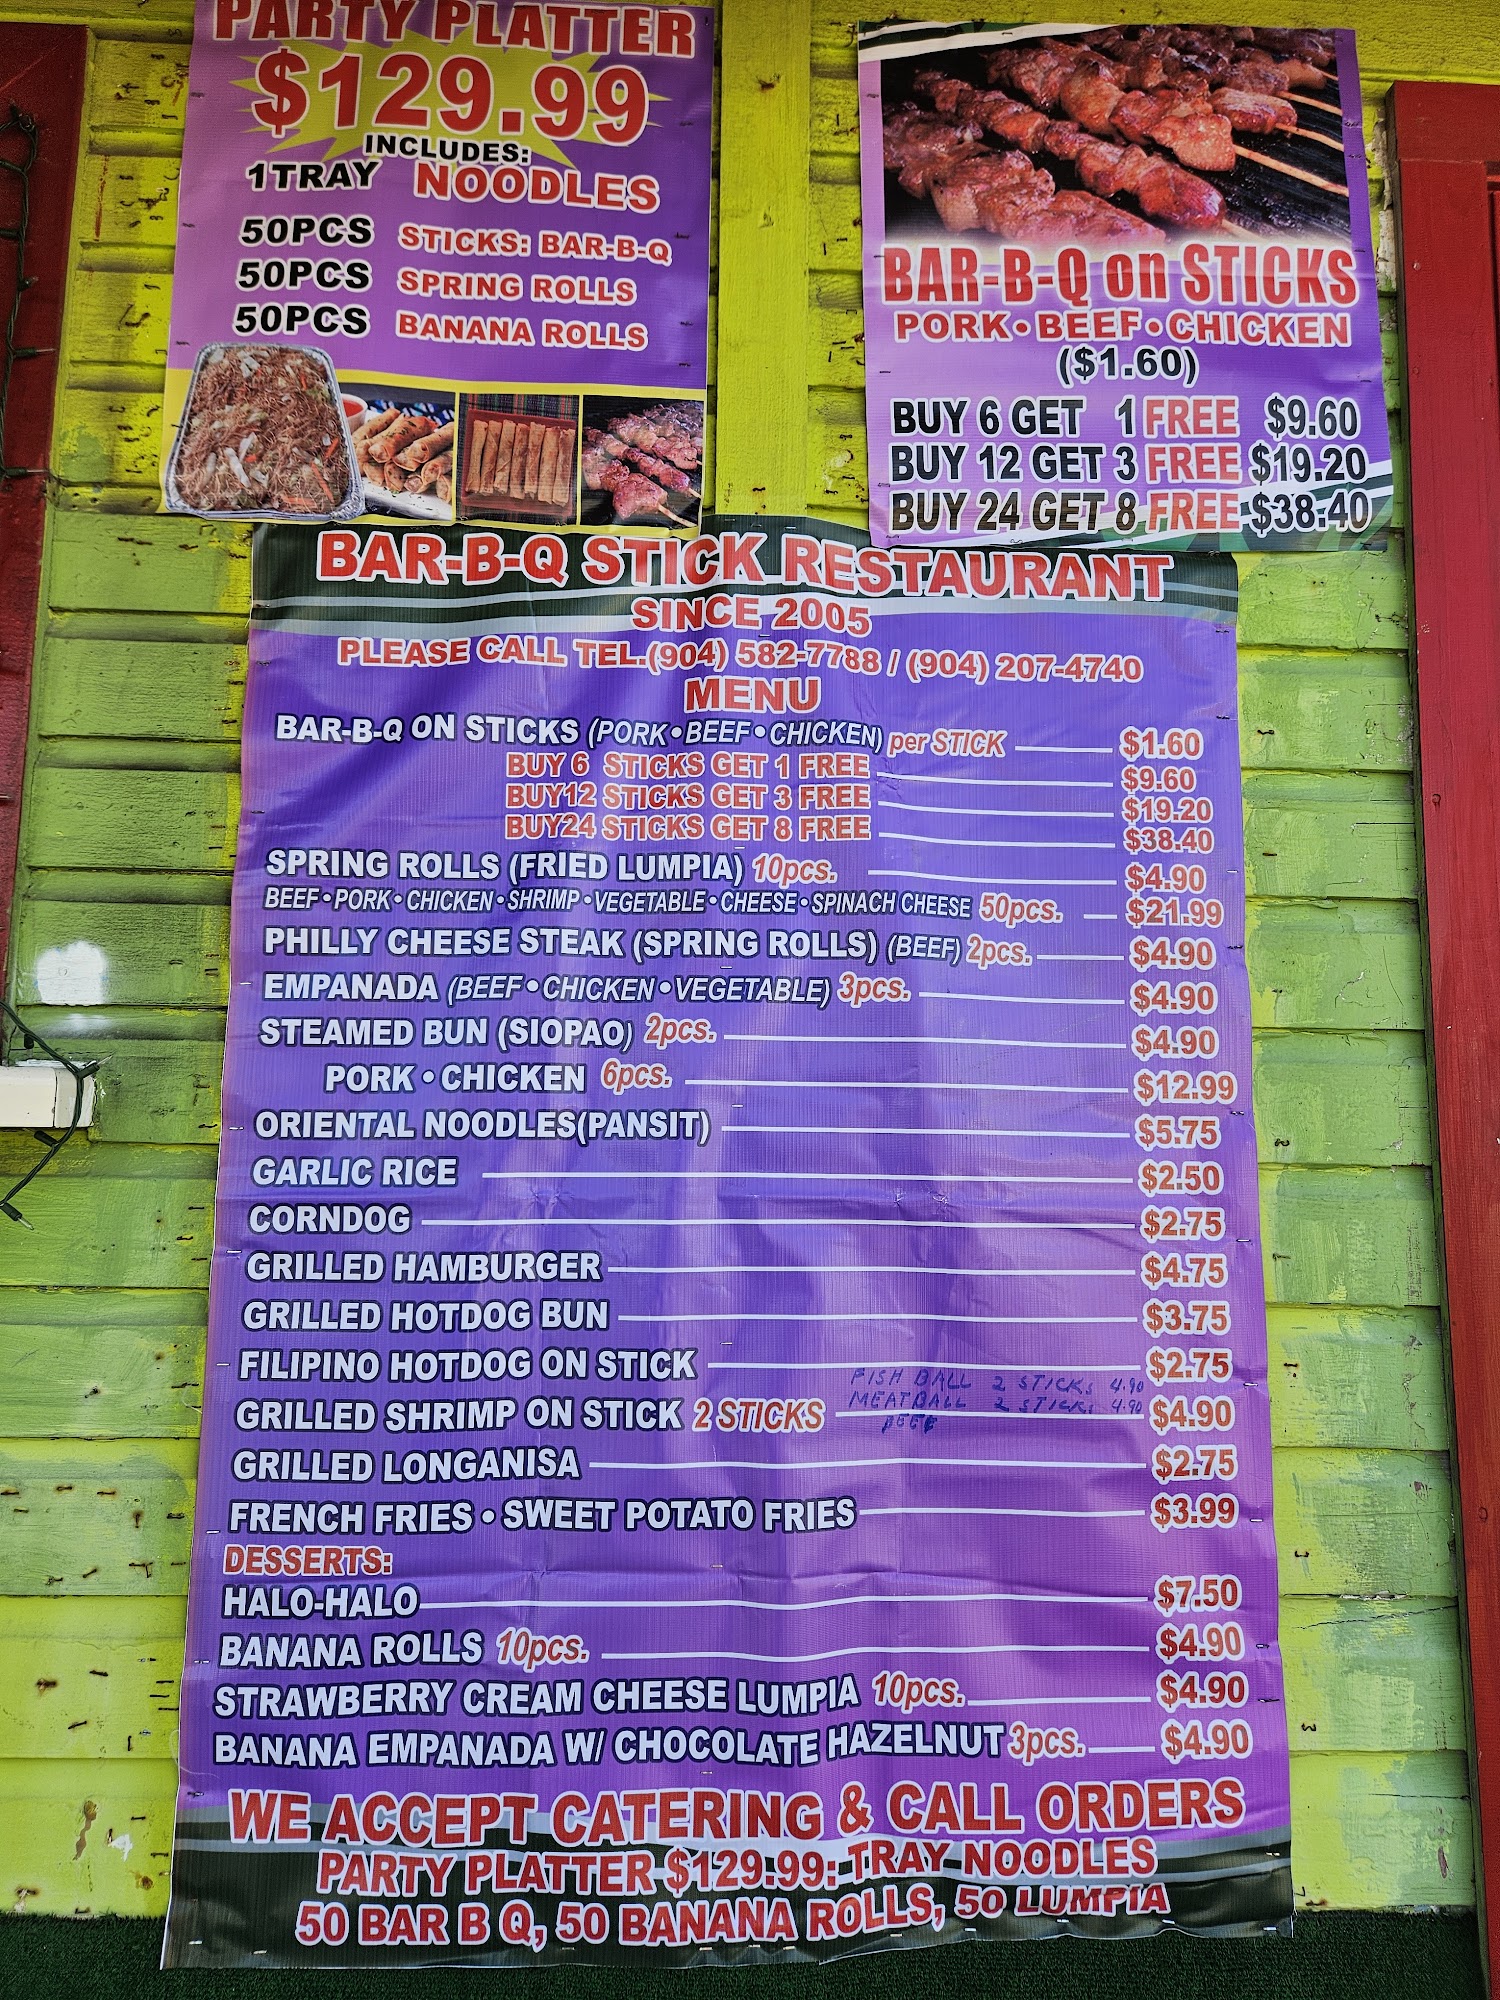 PARTY PLATTER
$129.99
INCLUDES:
1TRAY NOODLES
50PCS STICKS: BAR-B-Q
50PCS SPRING ROLLS
50PCS BANANA ROLLS
BAR-B-Q on STICKS
PORK•BEEF•CHICKEN
($1.60)
BUY 6 GET 1 FREE $9.60
BUY 12 GET 3 FREE $19.20
BUY 24 GET 8 FREE $38.40
BAR-B-Q STICK RESTAURANT
SINCE 2005
PLEASE CALL TEL.(904) 582-7788 / (904) 207-4740
MENU
BAR-B-Q ON STICKS (PORK•BEEF•CHICKEN) per STICK $1.60
BUY 6 STICKS GET 1 FREE $9.60
BUY12 STICKS GET 3 FREE $19.20
BUY24 STICKS GET 8 FREE $38.40
SPRING ROLLS (FRIED LUMPIA) 10pcs. $4.90
BEEF•PORK•CHICKEN•SHRIMP•VEGETABLE•CHEESE•SPINACH CHEESE 50pcs. $21.99
PHILLY CHEESE STEAK (SPRING ROLLS) (BEEF) 2pcs. $4.90
EMPANADA (BEEF•CHICKEN•VEGETABLE) 3pcs. $4.90
STEAMED BUN (SIOPAO) 2pcs. $4.90
PORK•CHICKEN 6pcs. $12.99
ORIENTAL NOODLES(PANSIT) $5.75
GARLIC RICE $2.50
CORNDOG $2.75
GRILLED HAMBURGER $4.75
GRILLED HOTDOG BUN $3.75
FILIPINO HOTDOG ON STICK $2.75
FISH BALL 2 STICKS 4.90
MEATBALL 2 STICKS 4.90
BEEF
GRILLED SHRIMP ON STICK 2 STICKS $4.90
GRILLED LONGANISA $2.75
FRENCH FRIES • SWEET POTATO FRIES $3.99
DESSERTS:
HALO-HALO $7.50
BANANA ROLLS 10pcs. $4.90
STRAWBERRY CREAM CHEESE LUMPIA 10pcs. $4.90
BANANA EMPANADA W/ CHOCOLATE HAZELNUT 3pcs. $4.90
WE ACCEPT CATERING & CALL ORDERS
PARTY PLATTER $129.99: TRAY NOODLES
50 BAR B Q, 50 BANANA ROLLS, 50 LUMPIA